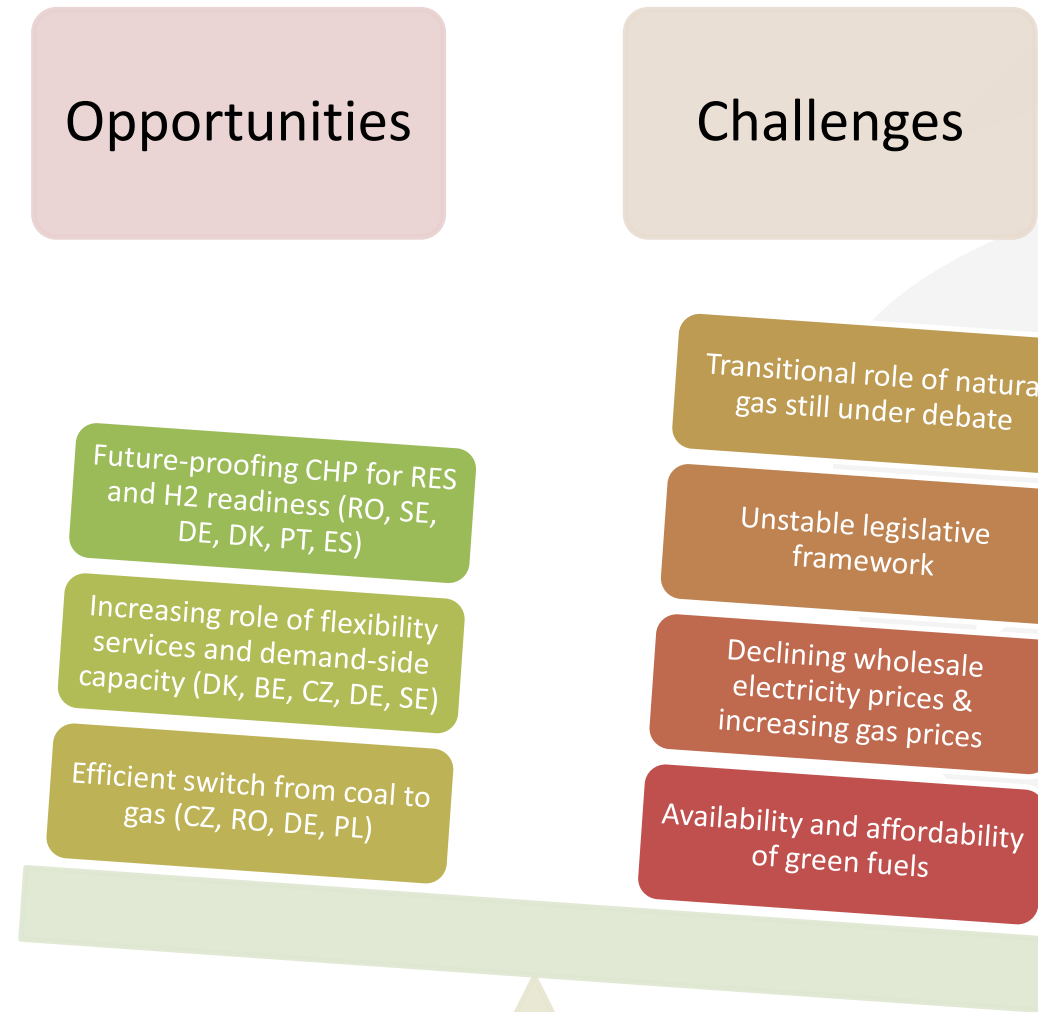 Opportunities
Challenges
Future-proofing CHP for RES
and H2 readiness (RO, SE,
DE, DK, PT, ES)
Increasing role of flexibility
services and demand-side
capacity (DK, BE, CZ, DE, SE)
Efficient switch from coal to
gas (CZ, RO, DE, PL)
Transitional role of natura
gas still under debate
Unstable legislative
framework
Declining wholesale
electricity prices &
increasing gas prices
Availability and affordability
of green fuels